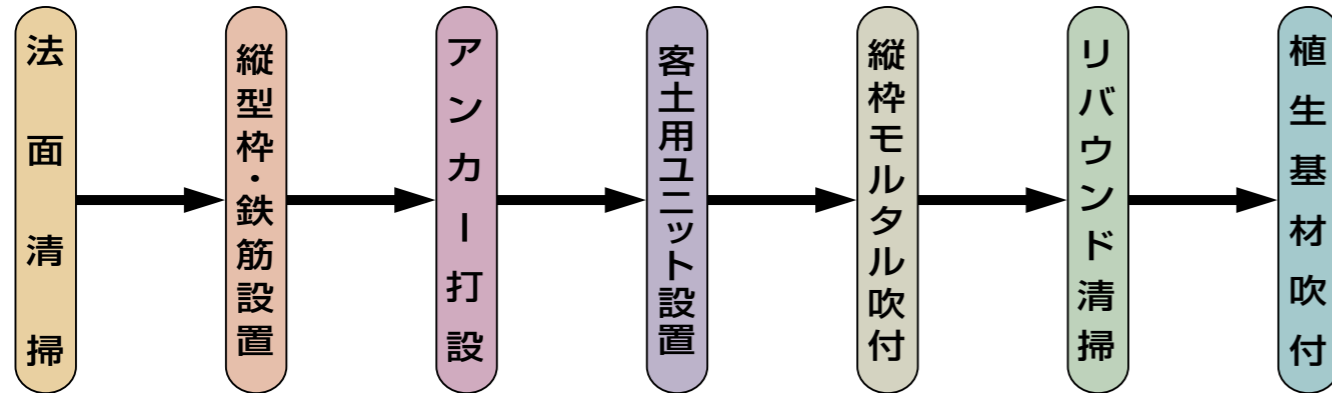 法面清掃
縦型枠・鉄筋設置
アンカー打設
客土用ユニット設置
縦枠モルタル吹付
リバウンド清掃
植生基材吹付